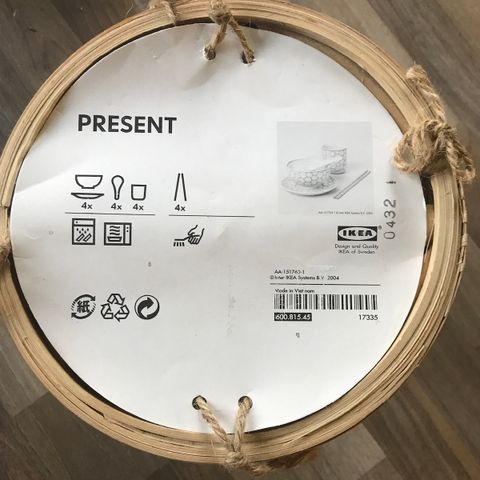 PRESENT
4x 4x 4x 4x
紙
IKEA
Design and Quality
IKEA of Sweden
0432
AA-151763-1
©Inter IKEA Systems B.V. 2004
Made in Vietnam
600.815.45
17335